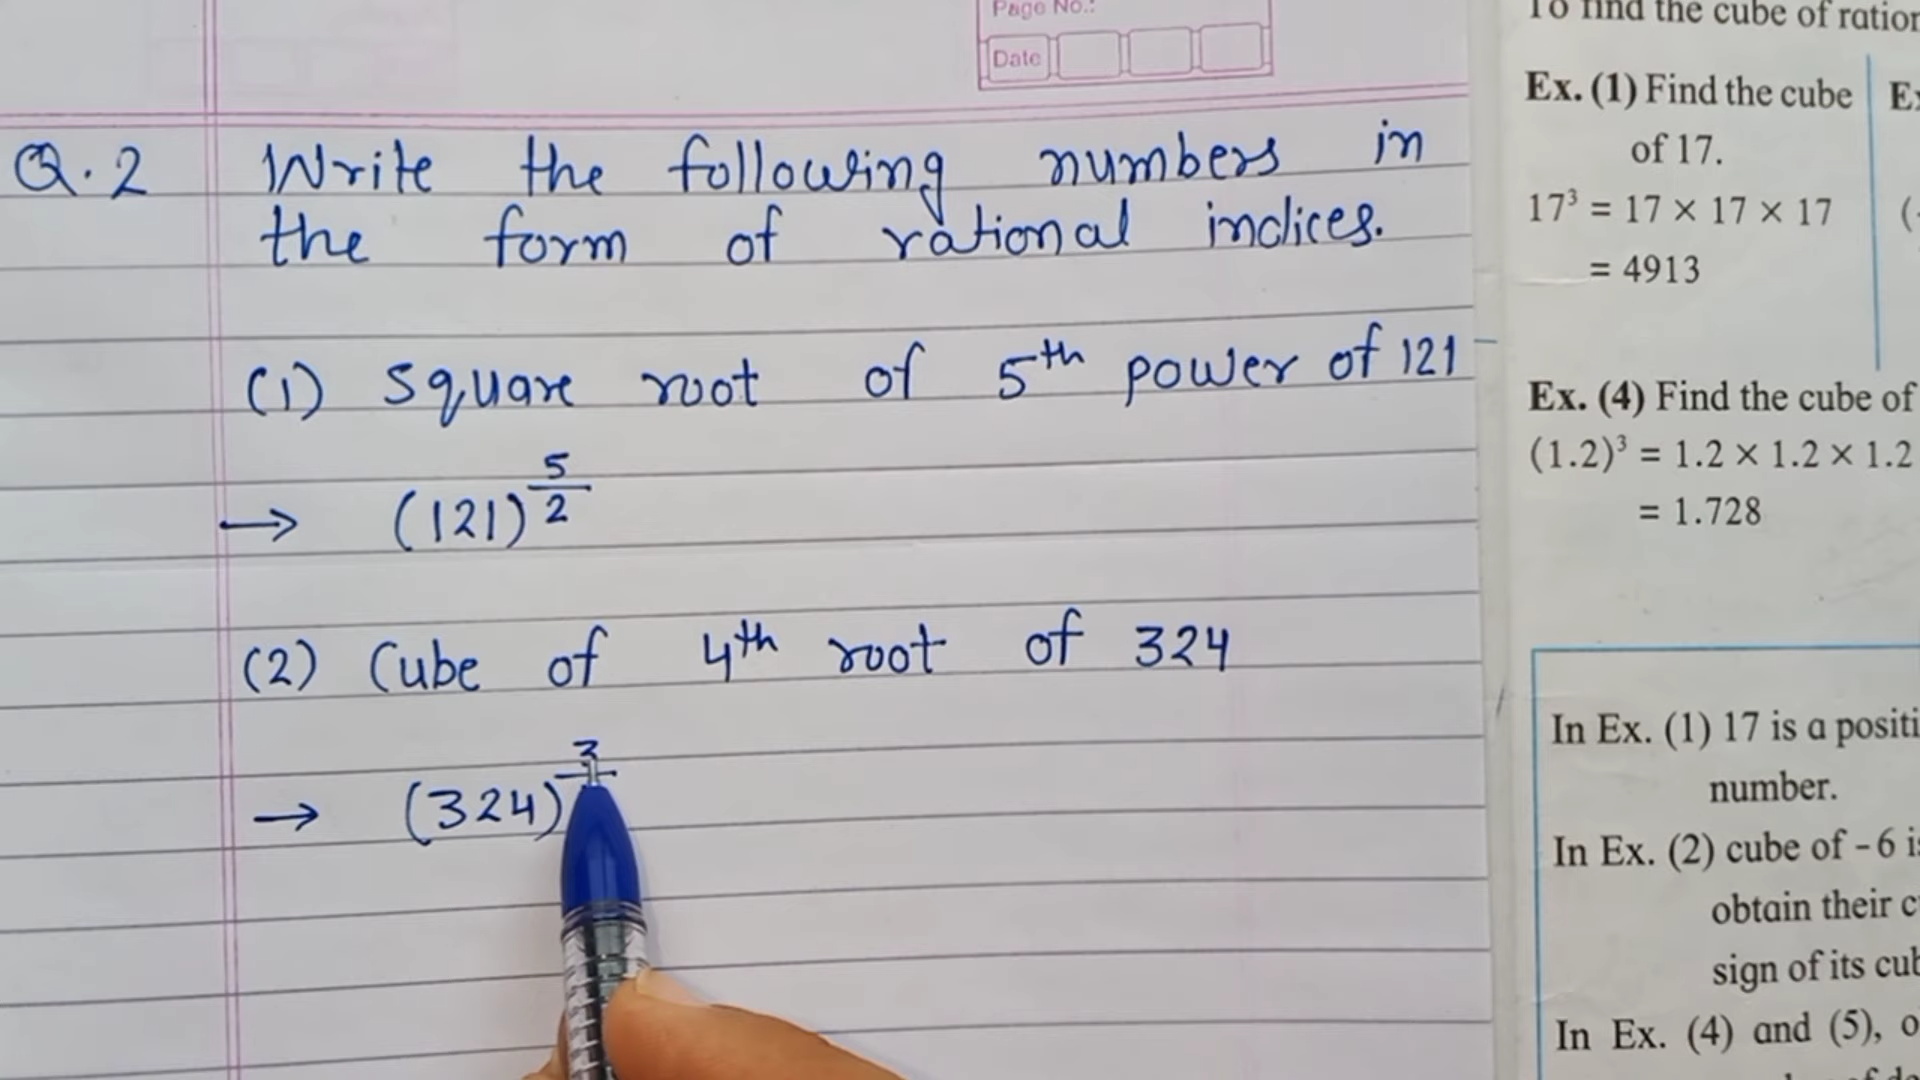 Page No.:
Date
Q.2 Write the following numbers in
the form of rational indices.
(1) square root of 5th power of 121
→ (121)^5/2
(2) Cube of 4th root of 324
→ (324)^3/
To find the cube of
Ex. (1) Find the cube
of 17.
17³ = 17 × 17 × 17
= 4913
Ex. (4) Find the cube of
(1.2)³ = 1.2 × 1.2 × 1.2
= 1.728
In Ex. (1) 17 is a
number.
In Ex. (2) cube of -6
obtain their
sign of its
In Ex. (4) and (5),